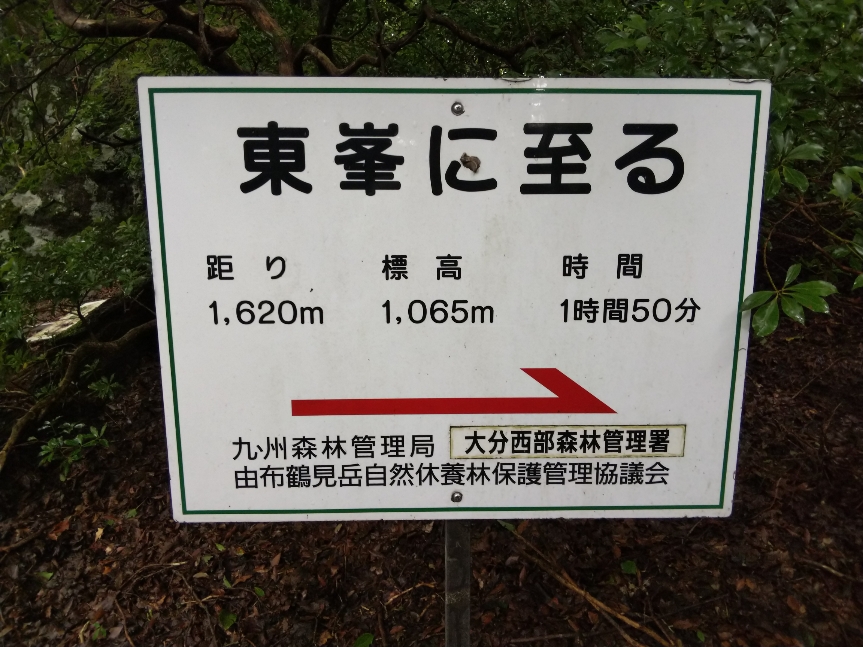 東峯に至る
距り 標高 時間
1,620m 1,065m 1時間50分
九州森林管理局 大分西部森林管理署
由布鶴見岳自然休養林保護管理協議会